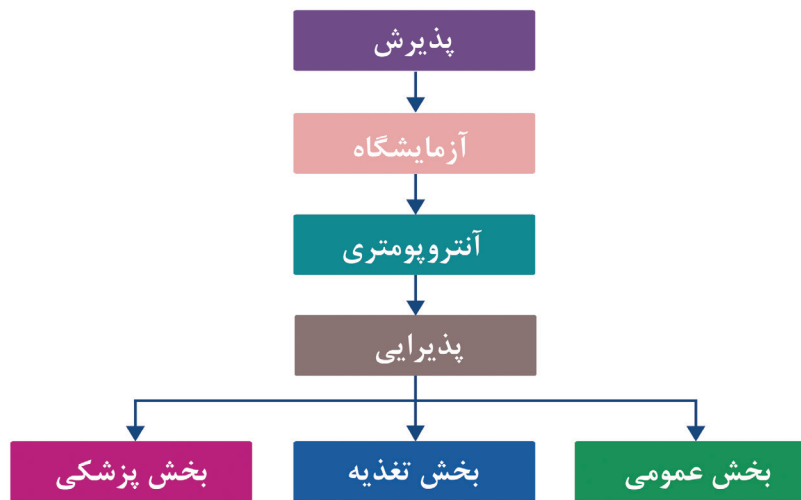 پذیرش
آزمایشگاه
آنتروپومتری
پذیرایی
بخش عمومی
بخش تغذیه
بخش پزشکی